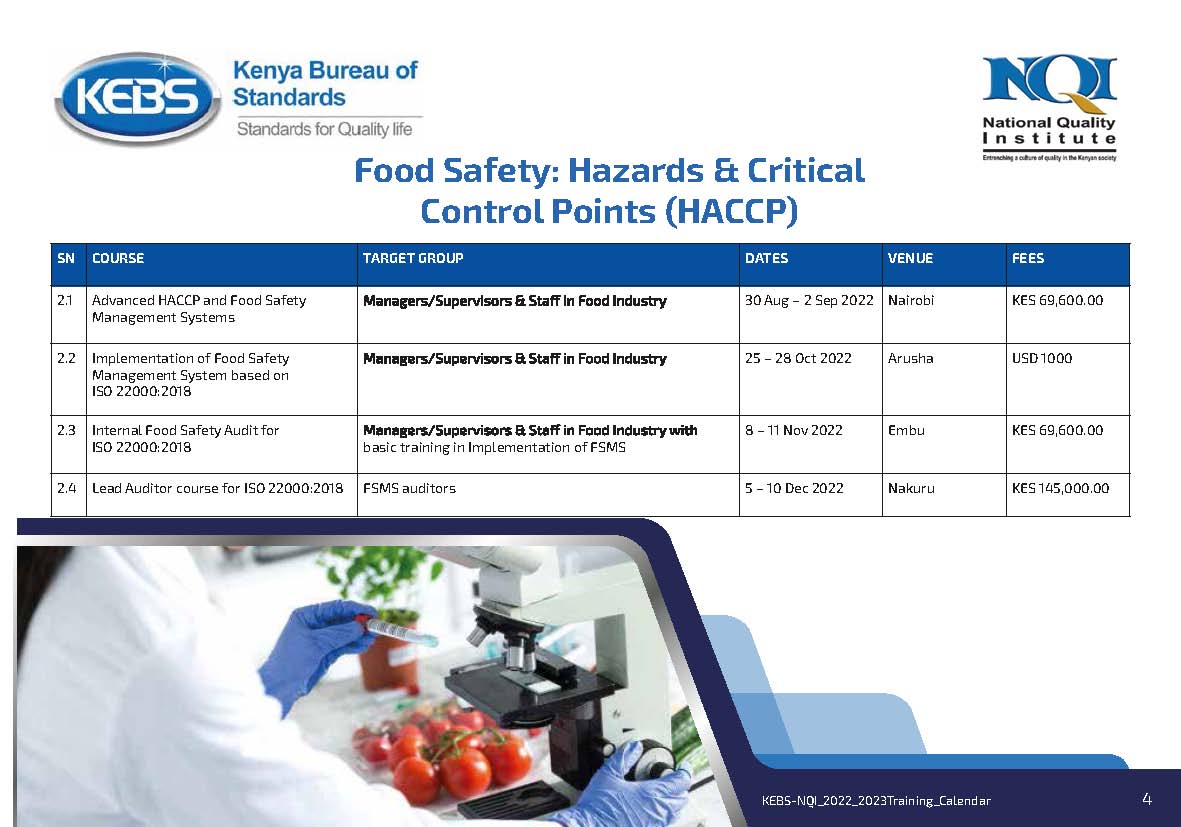 KEBS
Kenya Bureau of
Standards
Standards for Quality life
NQI
National Quality
Institute
Entrenching a culture of quality in the Kenyan society
Food Safety: Hazards & Critical
Control Points (HACCP)
SN COURSE TARGET GROUP DATES VENUE FEES
2.1 Advanced HACCP and Food Safety Managers/Supervisors & Staff in Food Industry 30 Aug – 2 Sep 2022 Nairobi KES 69,600.00
Management Systems
2.2 Implementation of Food Safety Managers/Supervisors & Staff in Food Industry 25 – 28 Oct 2022 Arusha USD 1000
Management System based on
ISO 22000:2018
2.3 Internal Food Safety Audit for Managers/Supervisors & Staff in Food Industry with 8 – 11 Nov 2022 Embu KES 69,600.00
ISO 22000:2018 basic training in Implementation of FSMS
2.4 Lead Auditor course for ISO 22000:2018 FSMS auditors 5 – 10 Dec 2022 Nakuru KES 145,000.00
KEBS-NQI_2022_2023Training_Calendar 4